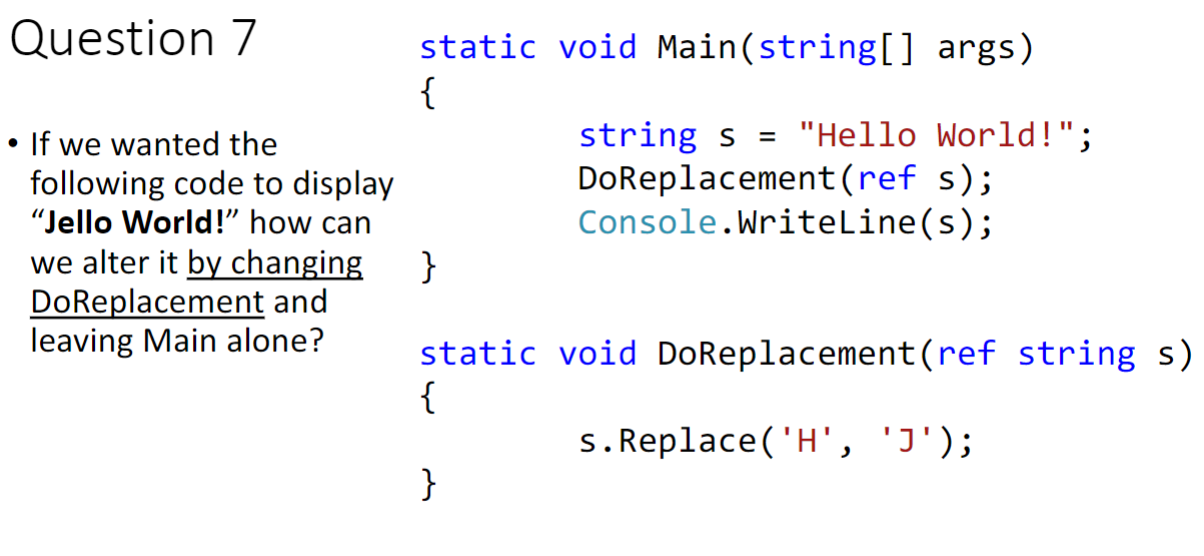 Question 7
• If we wanted the
following code to display
“Jello World!” how can
we alter it by changing
DoReplacement and
leaving Main alone?
static void Main(string[] args)
{
string s = "Hello World!";
DoReplacement(ref s);
Console.WriteLine(s);
}
static void DoReplacement(ref string s)
{
s.Replace('H', 'J');
}